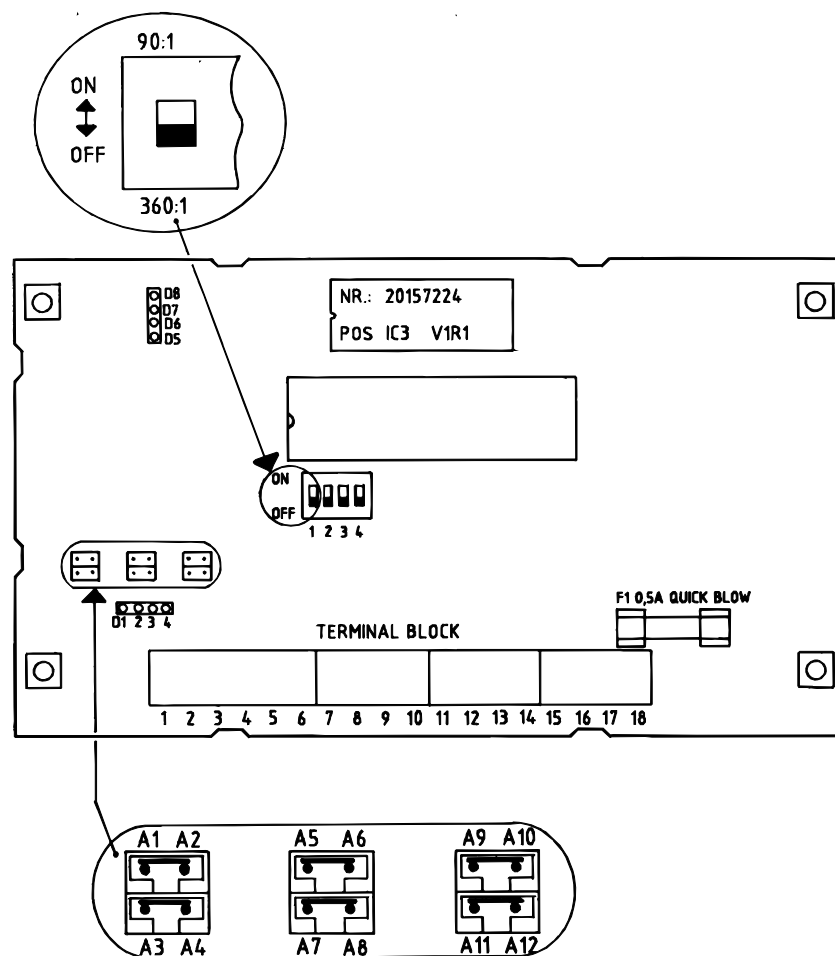 90:1
ON
OFF
360:1
D8
D7
D6
D5
NR.: 20157224
POS IC3 V1R1
ON
OFF
1 2 3 4
D1 2 3 4
F1 0,5A QUICK BLOW
TERMINAL BLOCK
1 2 3 4 5 6 7 8 9 10 11 12 13 14 15 16 17 18
A1 A2 A5 A6 A9 A10
A3 A4 A7 A8 A11 A12